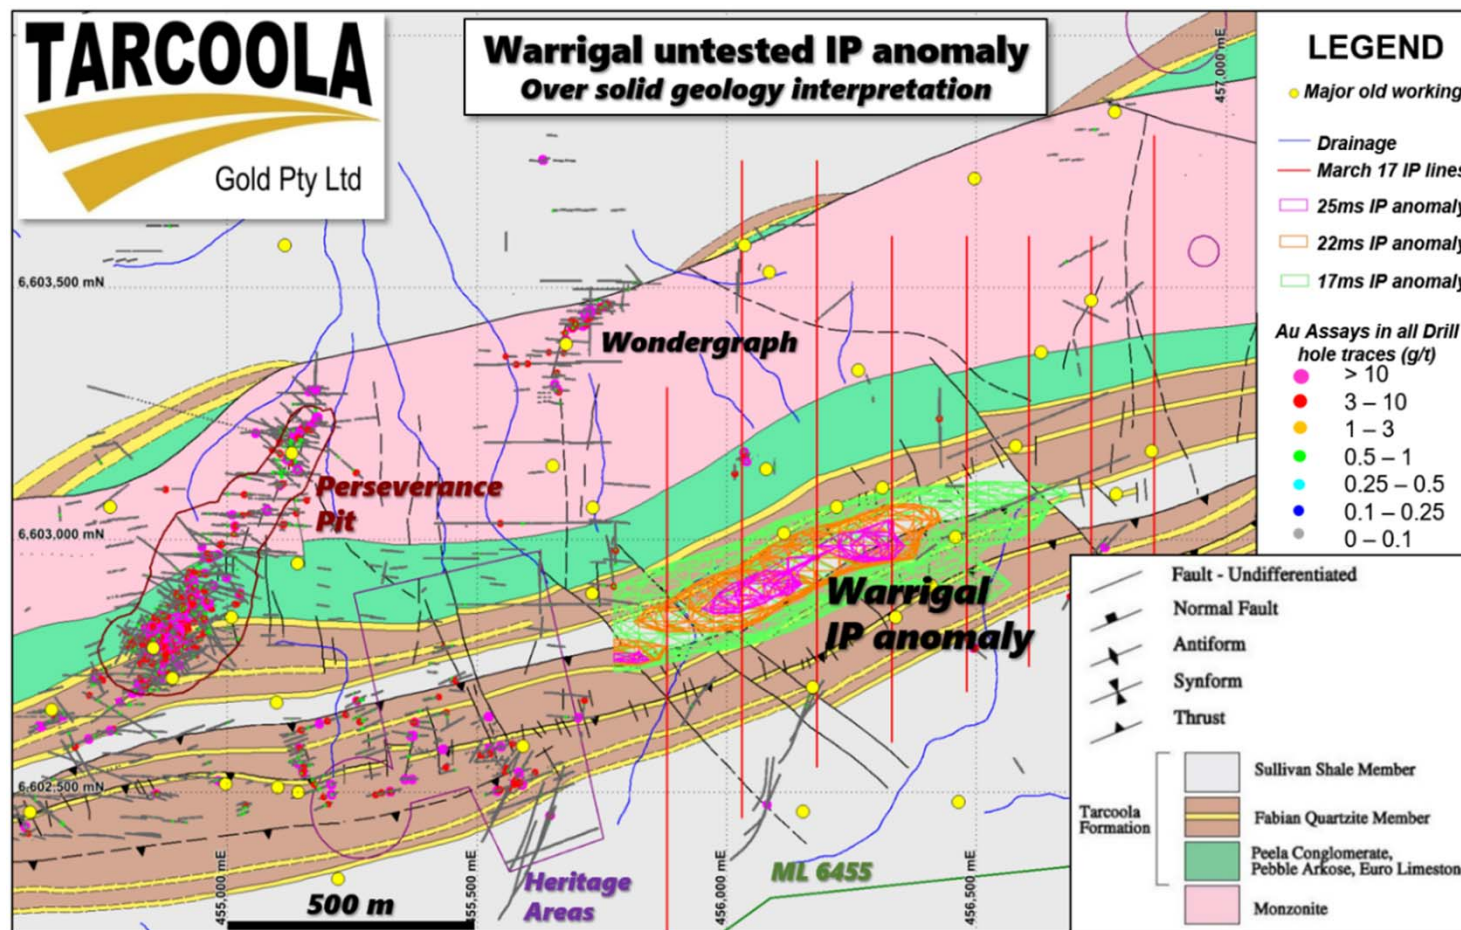 TARCOOLA
Gold Pty Ltd
Warrigal untested IP anomaly
Over solid geology interpretation
457,000 mE
LEGEND
Major old working
Drainage
March 17 IP lines
25ms IP anomaly
22ms IP anomaly
17ms IP anomaly
Au Assays in all Drill
hole traces (g/t)
> 10
3 – 10
1 – 3
0.5 – 1
0.25 – 0.5
0.1 – 0.25
0 – 0.1
6,603,500 mN
Wondergraph
Perseverance
Pit
6,603,000 mN
Warrigal
IP anomaly
Fault - Undifferentiated
Normal Fault
Antiform
Synform
Thrust
Tarcoola
Formation
Sullivan Shale Member
Fabian Quartzite Member
Peela Conglomerate,
Pebble Arkose, Euro Limeston
Monzonite
6,602,500 mN
455,000 mE
455,500 mE
456,000 mE
456,500 mE
Heritage
Areas
ML 6455
500 m